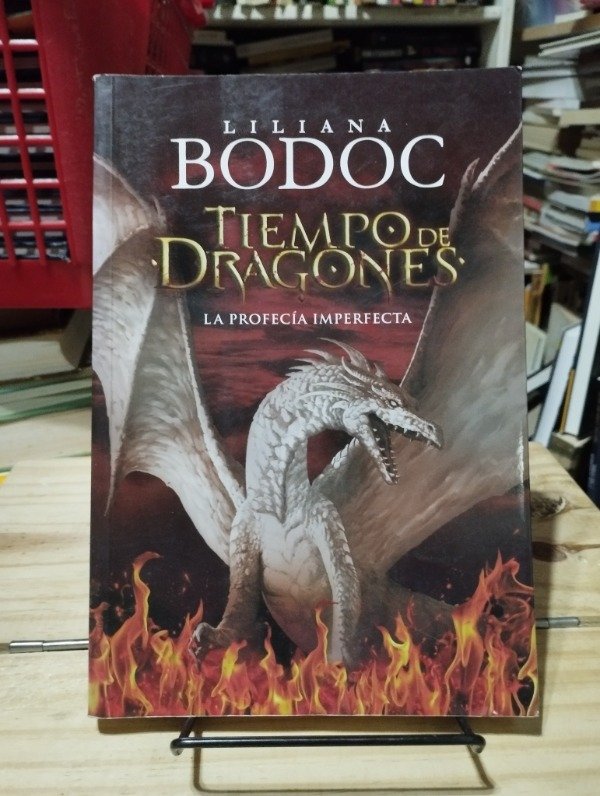 LILIANA
BODOC
TIEMPO DE
·DRAGONES·
LA PROFECÍA IMPERFECTA